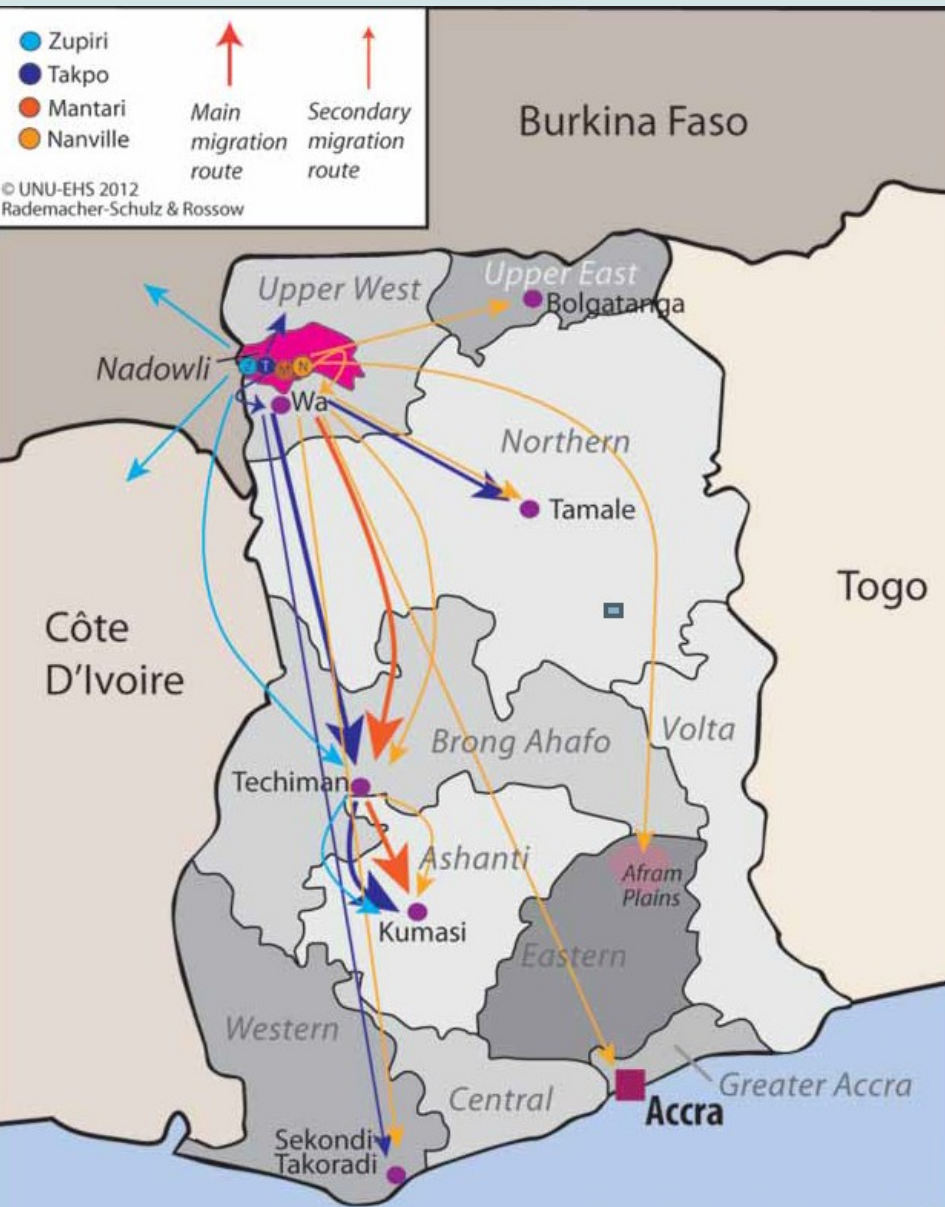 Zupiri
Takpo
Mantari
Nanville
Main
migration
route
Secondary
migration
route
© UNU-EHS 2012
Rademacher-Schulz & Rossow
Burkina Faso
Upper West
Upper East
Bolgatanga
Nadowli
Z T M N
Wa
Northern
Tamale
Togo
Côte
D'Ivoire
Volta
Brong Ahafo
Techiman
Ashanti
Afram
Plains
Kumasi
Eastern
Western
Central
Greater Accra
Accra
Sekondi
Takoradi